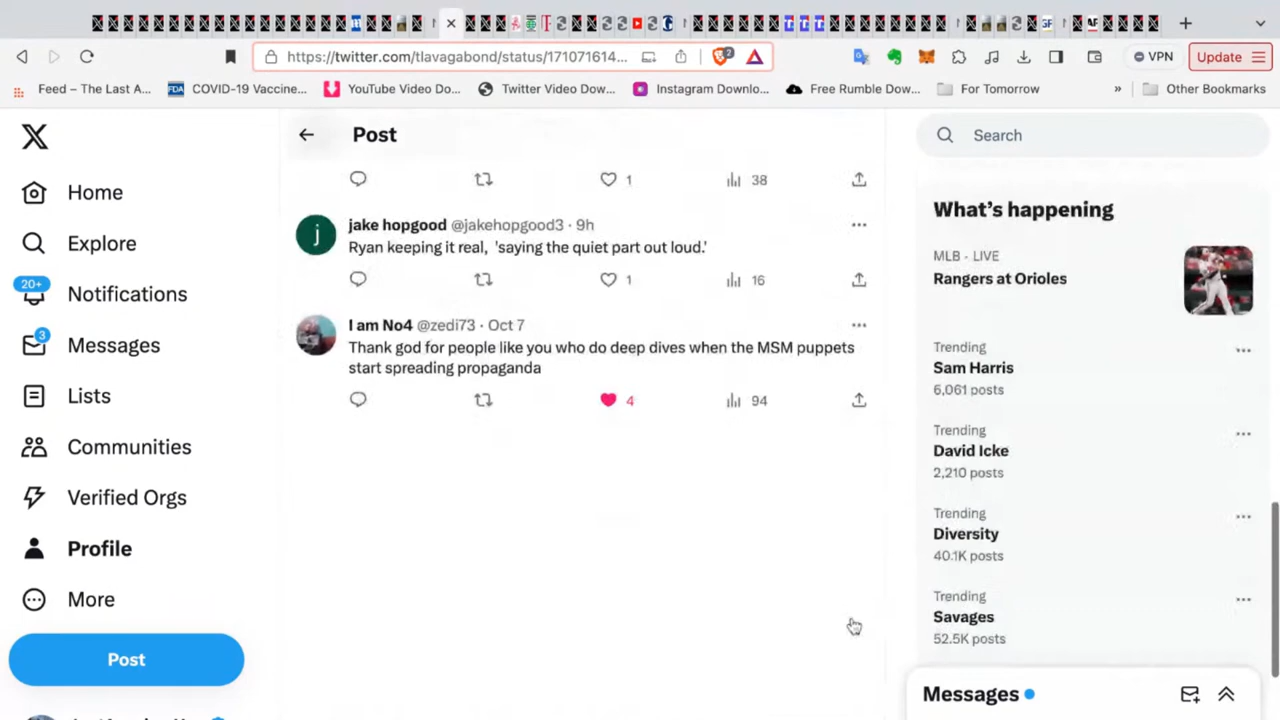 https://twitter.com/tlavagabond/status/171071614...
2
VPN
Update
Feed – The Last A...
FDA
COVID-19 Vaccine...
YouTube Video Do...
Twitter Video Dow...
Instagram Downlo...
Free Rumble Dow...
For Tomorrow
»
Other Bookmarks
Home
Explore
20+
Notifications
3
Messages
Lists
Communities
Verified Orgs
Profile
More
Post
Post
1
38
j
jake hopgood @jakehopgood3 · 9h
Ryan keeping it real, 'saying the quiet part out loud.'
1
16
I am No4 @zedi73 · Oct 7
Thank god for people like you who do deep dives when the MSM puppets
start spreading propaganda
4
94
Search
What's happening
MLB · LIVE
Rangers at Orioles
Trending
Sam Harris
6,061 posts
Trending
David Icke
2,210 posts
Trending
Diversity
40.1K posts
Trending
Savages
52.5K posts
Messages